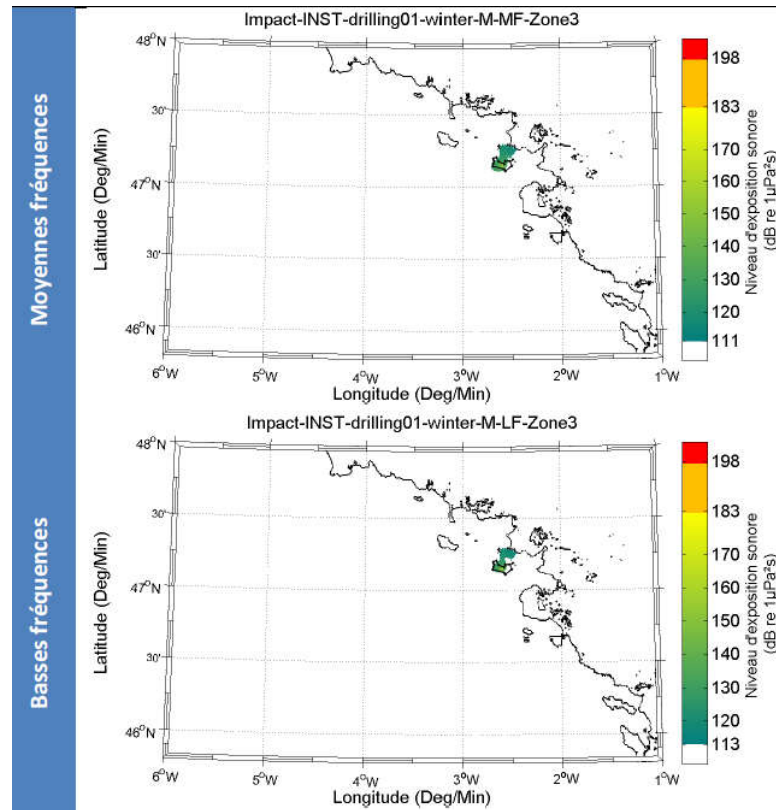 Moyennes fréquences
Impact-INST-drilling01-winter-M-MF-Zone3
48°N
30'
47°N
30'
46°N
6°W
5°W
4°W
3°W
2°W
1°W
Latitude (Deg/Min)
Longitude (Deg/Min)
198
183
170
160
150
140
130
120
111
Niveau d'exposition sonore
(dB re 1µPa²s)
Basses fréquences
Impact-INST-drilling01-winter-M-LF-Zone3
48°N
30'
47°N
30'
46°N
6°W
5°W
4°W
3°W
2°W
1°W
Latitude (Deg/Min)
Longitude (Deg/Min)
198
183
170
160
150
140
130
120
113
Niveau d'exposition sonore
(dB re 1µPa²s)